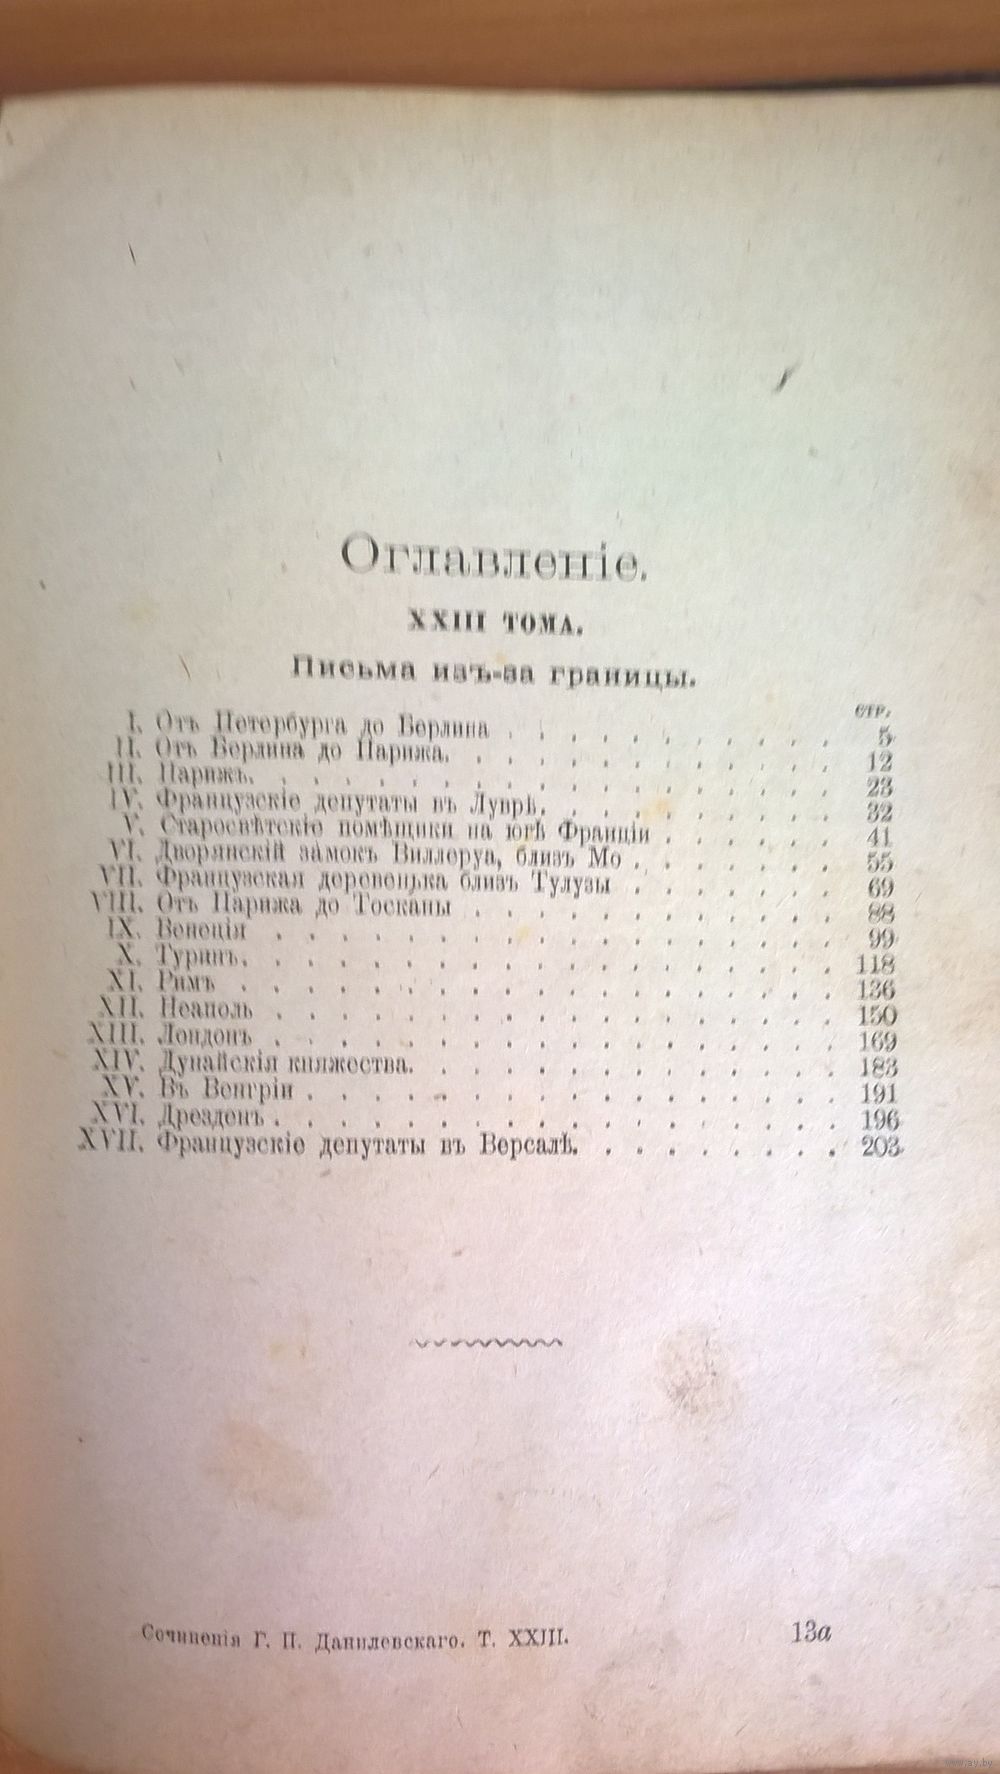 Оглавленіе.
XXIII ТОМА.
Письма изъ-за границы.
СТР.
I. Отъ Петербурга до Берлина . . . . . . . . . . . 5
II. Отъ Берлина до Парижа. . . . . . . . . . . . . 12
III. Парижъ. . . . . . . . . . . . . . . . . . . 23
IV. Французскіе депутаты въ Луврѣ. . . . . . . . . . 32
V. Старосвѣтскіе помѣщики на югѣ Франціи . . . . . . 41
VI. Дворянскій замокъ Виллеруа, близъ Мо . . . . . . . 55
VII. Французская деревенька близъ Тулузы . . . . . . . 69
VIII. Отъ Парижа до Тосканы . . . . . . . . . . . . 88
IX. Венеція . . . . . . . . . . . . . . . . . . 99
X. Туринъ. . . . . . . . . . . . . . . . . . . 118
XI. Римъ . . . . . . . . . . . . . . . . . . . 136
XII. Неаполь . . . . . . . . . . . . . . . . . . 150
XIII. Лондонъ . . . . . . . . . . . . . . . . . . 169
XIV. Дунайскія княжества. . . . . . . . . . . . . . 183
XV. Въ Венгріи . . . . . . . . . . . . . . . . . 191
XVI. Дрезденъ . . . . . . . . . . . . . . . . . . 196
XVII. Французскіе депутаты въ Версалѣ. . . . . . . . . 203
Сочиненія Г. П. Данилевскаго. Т. XXIII. 13а
www.ay.by